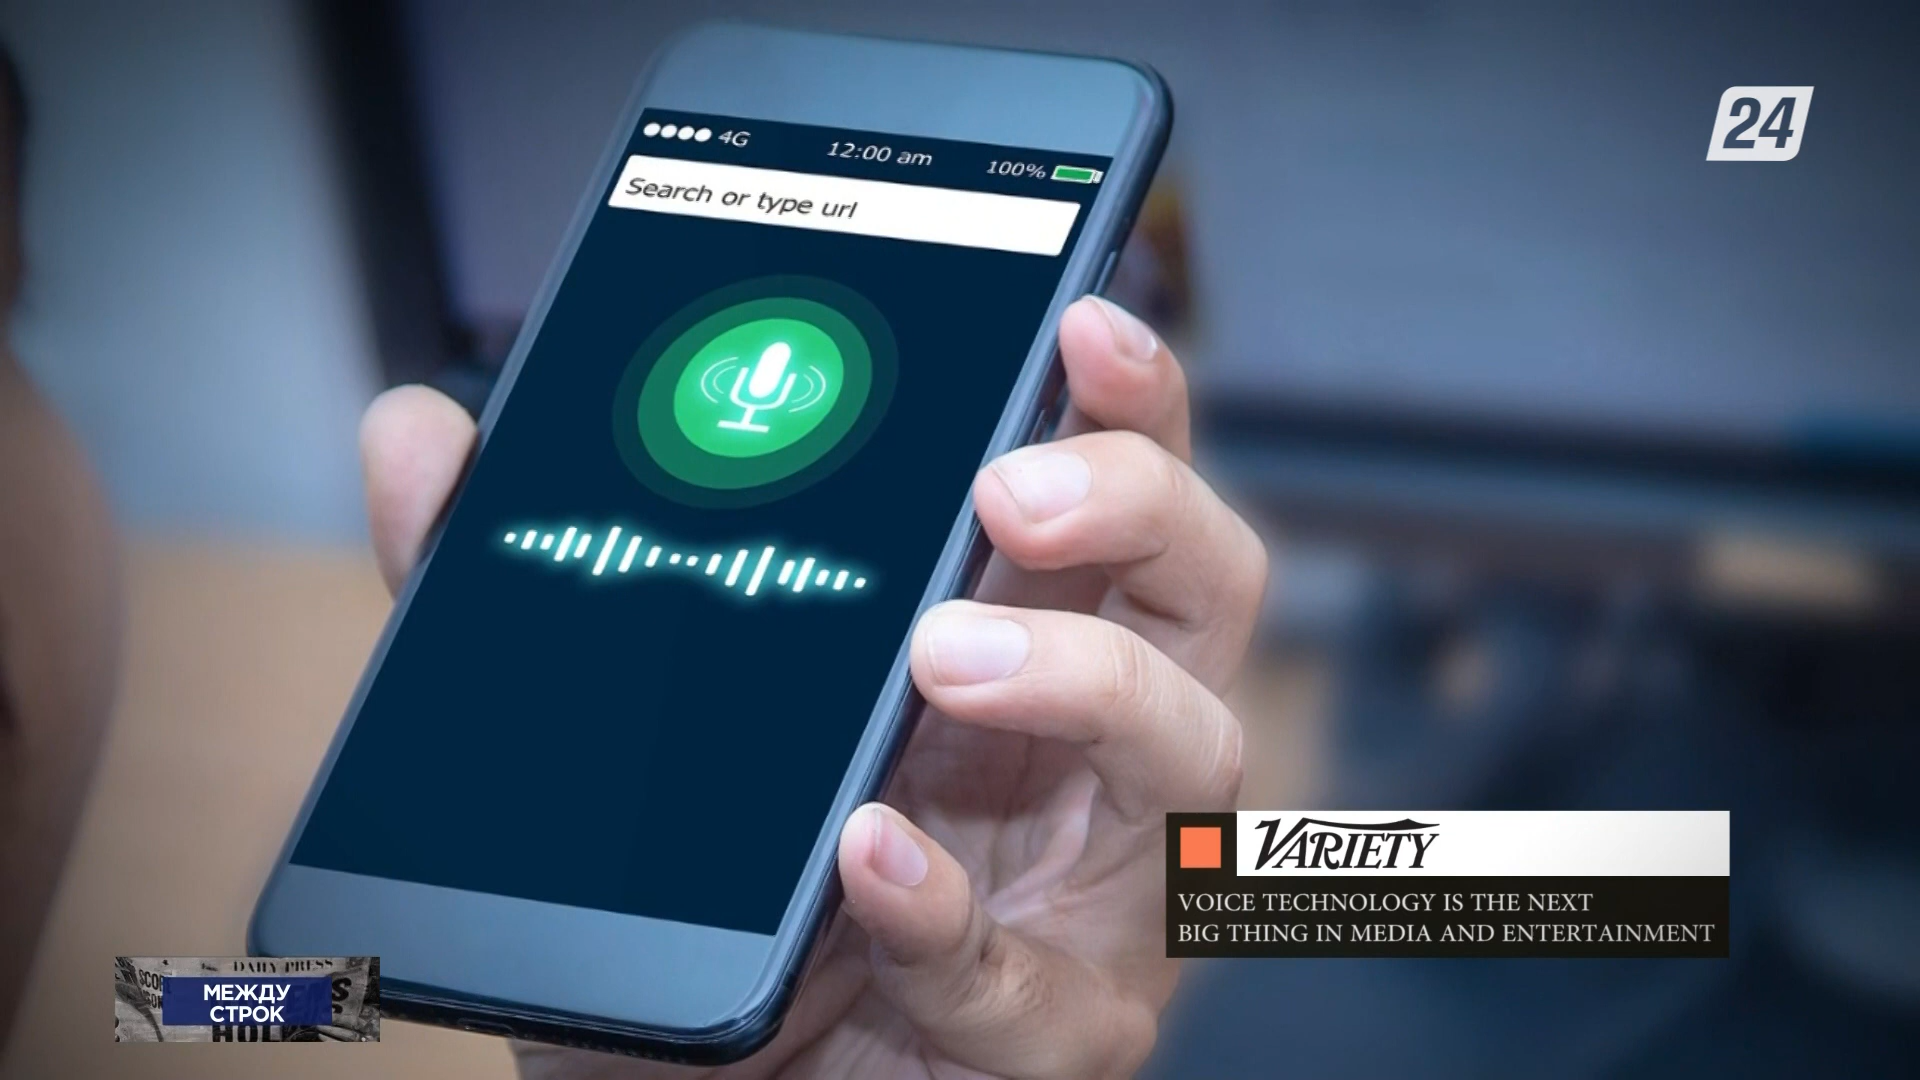 24
4G 12:00 am 100%
Search or type url
VARIETY
VOICE TECHNOLOGY IS THE NEXT
BIG THING IN MEDIA AND ENTERTAINMENT
DAILY PRESS
МЕЖДУ
СТРОК